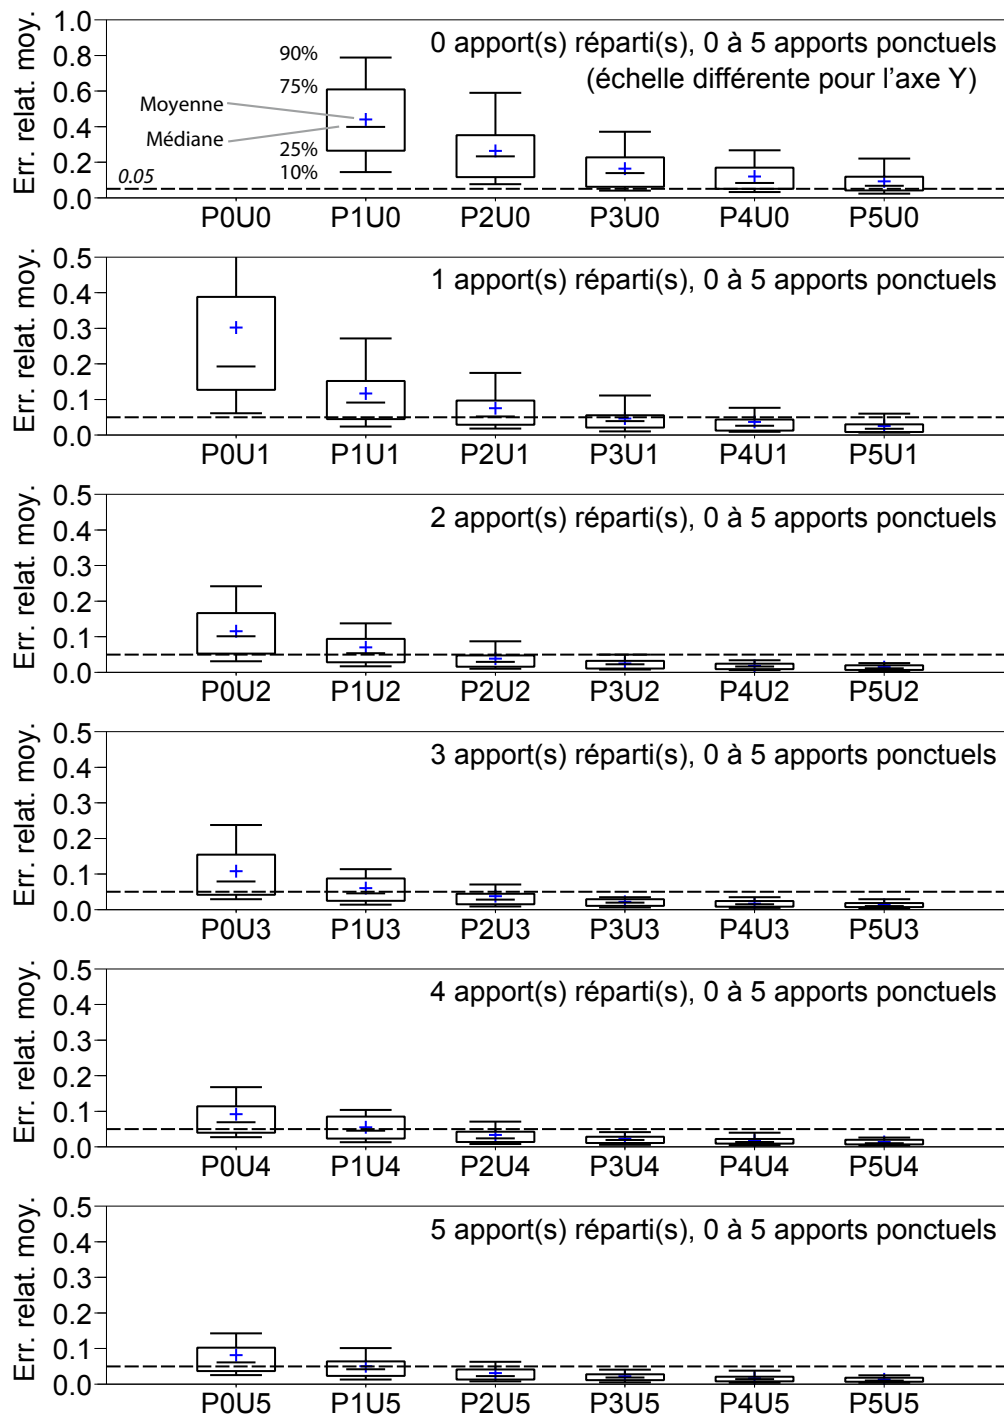 0 apport(s) réparti(s), 0 à 5 apports ponctuels
(échelle différente pour l'axe Y)
Err. relat. moy.
1.0
0.8
0.6
0.4
0.2
0.0
90%
75%
Moyenne
Médiane
25%
10%
0.05
P0U0 P1U0 P2U0 P3U0 P4U0 P5U0
1 apport(s) réparti(s), 0 à 5 apports ponctuels
Err. relat. moy.
0.5
0.4
0.3
0.2
0.1
0.0
P0U1 P1U1 P2U1 P3U1 P4U1 P5U1
2 apport(s) réparti(s), 0 à 5 apports ponctuels
Err. relat. moy.
0.5
0.4
0.3
0.2
0.1
0.0
P0U2 P1U2 P2U2 P3U2 P4U2 P5U2
3 apport(s) réparti(s), 0 à 5 apports ponctuels
Err. relat. moy.
0.5
0.4
0.3
0.2
0.1
0.0
P0U3 P1U3 P2U3 P3U3 P4U3 P5U3
4 apport(s) réparti(s), 0 à 5 apports ponctuels
Err. relat. moy.
0.5
0.4
0.3
0.2
0.1
0.0
P0U4 P1U4 P2U4 P3U4 P4U4 P5U4
5 apport(s) réparti(s), 0 à 5 apports ponctuels
Err. relat. moy.
0.5
0.4
0.3
0.2
0.1
0.0
P0U5 P1U5 P2U5 P3U5 P4U5 P5U5